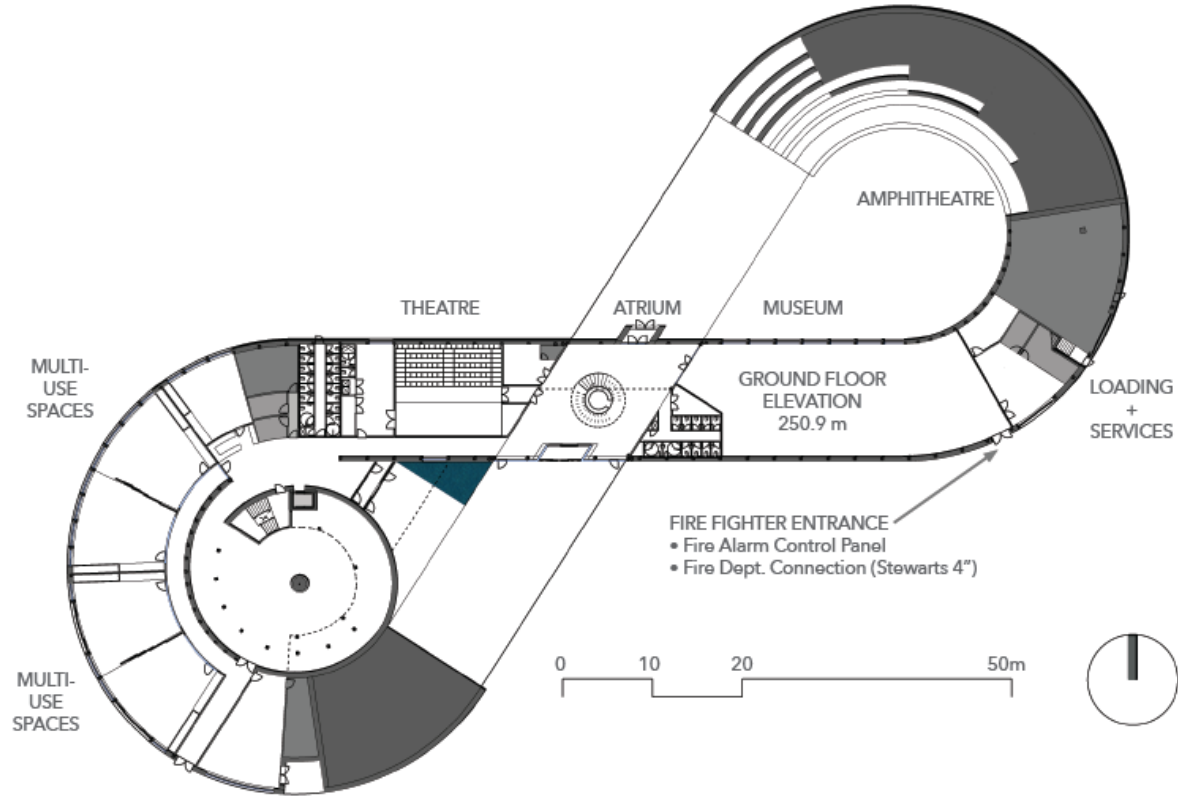 AMPHITHEATRE
THEATRE
ATRIUM
MUSEUM
MULTI-
USE
SPACES
GROUND FLOOR
ELEVATION
250.9 m
LOADING
+
SERVICES
FIRE FIGHTER ENTRANCE
• Fire Alarm Control Panel
• Fire Dept. Connection (Stewarts 4”)
0
10
20
50m
MULTI-
USE
SPACES